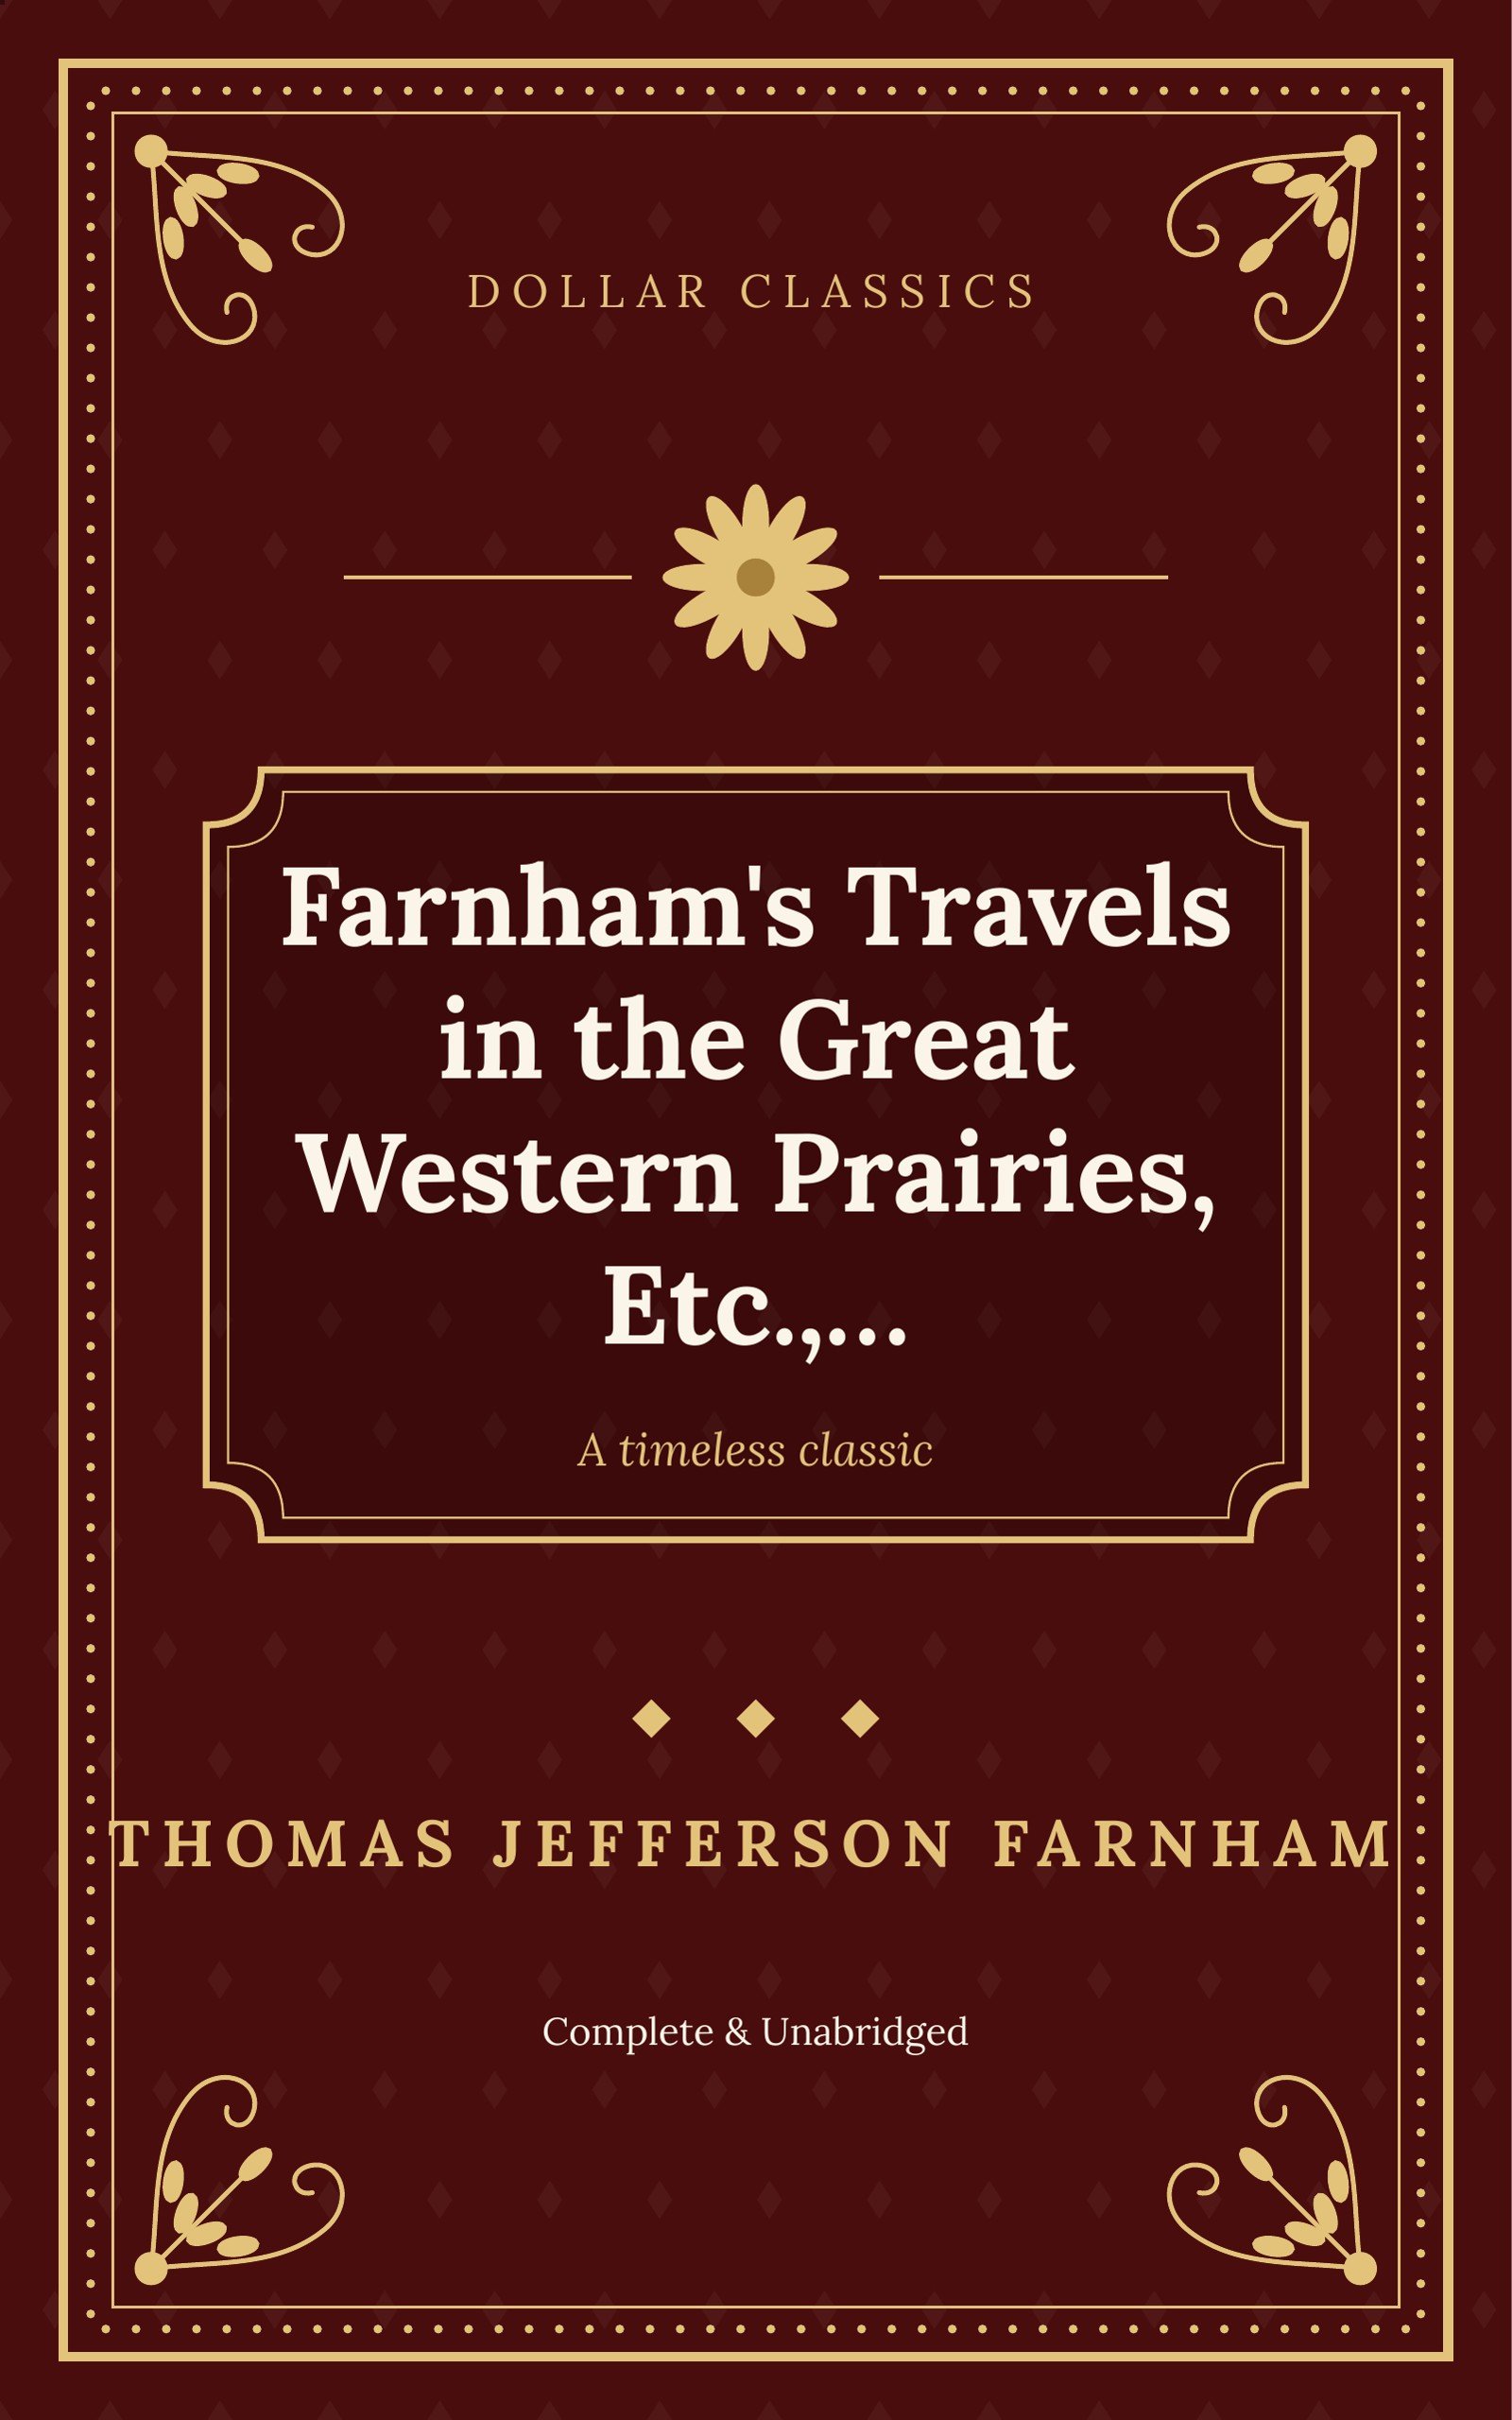 DOLLAR CLASSICS
Farnham's Travels
in the Great
Western Prairies,
Etc.,...
A timeless classic
THOMAS JEFFERSON FARNHAM
Complete & Unabridged